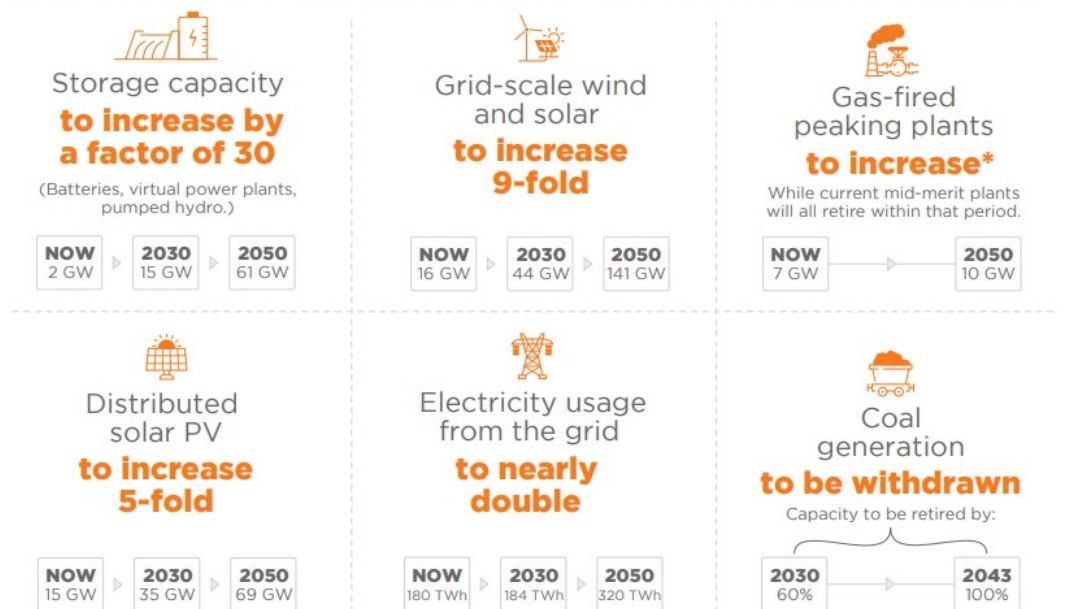 Storage capacity
to increase by
a factor of 30
(Batteries, virtual power plants,
pumped hydro.)
NOW
2 GW
2030
15 GW
2050
61 GW
Grid-scale wind
and solar
to increase
9-fold
NOW
16 GW
2030
44 GW
2050
141 GW
Gas-fired
peaking plants
to increase*
While current mid-merit plants
will all retire within that period.
NOW
7 GW
2050
10 GW
Distributed
solar PV
to increase
5-fold
NOW
15 GW
2030
35 GW
2050
69 GW
Electricity usage
from the grid
to nearly
double
NOW
180 TWh
2030
184 TWh
2050
320 TWh
Coal
generation
to be withdrawn
Capacity to be retired by:
2030
60%
2043
100%